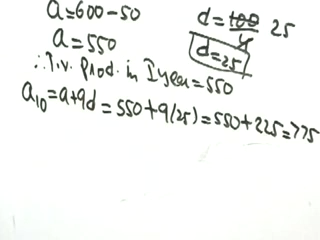 a=600-50
d=100/4 25
a=550
d=25
∴T.V. prod. in I year=550
a10=a+9d=550+9(25)=550+225=775